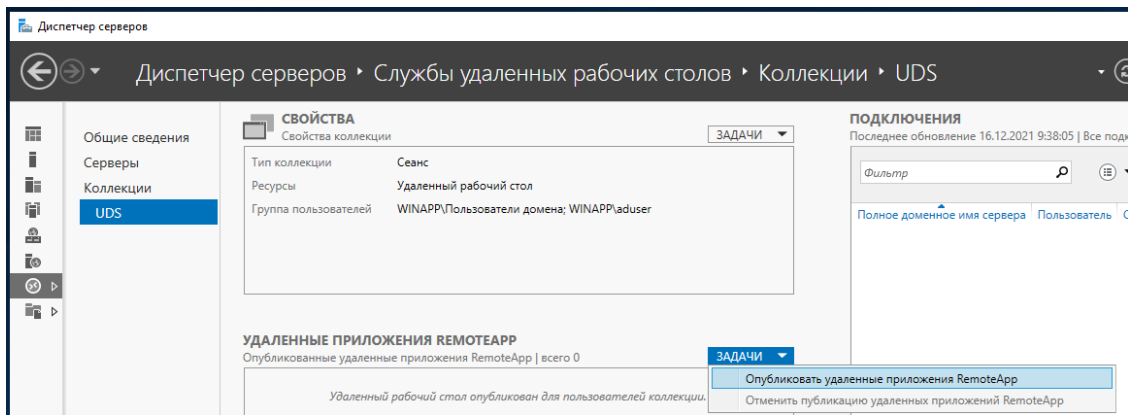 Диспетчер серверов
Диспетчер серверов ‣ Службы удаленных рабочих столов ‣ Коллекции ‣ UDS
Общие сведения
Серверы
Коллекции
UDS
СВОЙСТВА
Свойства коллекции
ЗАДАЧИ
Тип коллекции Сеанс
Ресурсы Удаленный рабочий стол
Группа пользователей WINAPP\Пользователи домена; WINAPP\aduser
ПОДКЛЮЧЕНИЯ
Последнее обновление 16.12.2021 9:38:05 | Все
Фильтр
Полное доменное имя сервера Пользователь
УДАЛЕННЫЕ ПРИЛОЖЕНИЯ REMOTEAPP
Опубликованные удаленные приложения RemoteApp | всего 0
ЗАДАЧИ
Удаленный рабочий стол опубликован для пользователей коллекции.
Опубликовать удаленные приложения RemoteApp
Отменить публикацию удаленных приложений RemoteApp